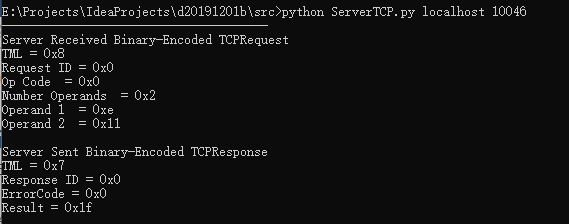 E:\Projects\IdeaProjects\d20191201b\src>python ServerTCP.py localhost 10046
Server Received Binary-Encoded TCPRequest
TML = 0x8
Request ID = 0x0
Op Code  = 0x0
Number Operands  = 0x2
Operand 1  = 0xe
Operand 2  = 0x11
Server Sent Binary-Encoded TCPResponse
TML = 0x7
Response ID = 0x0
ErrorCode = 0x0
Result = 0x1f